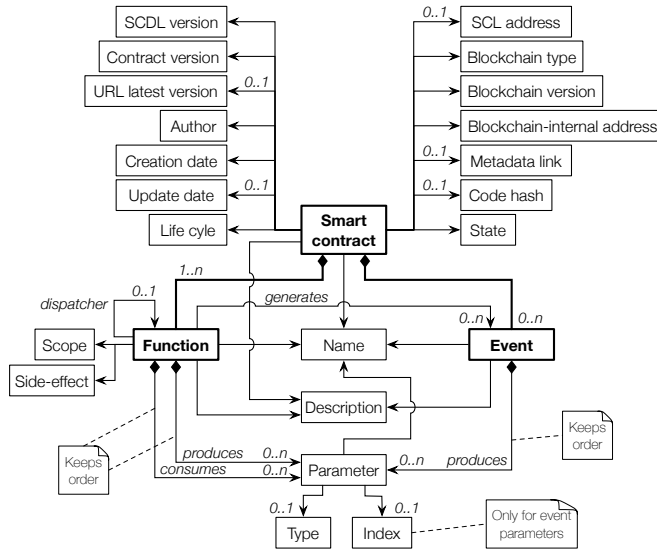 SCDL version
0..1
SCL address
Contract version
Blockchain type
URL latest version
0..1
Blockchain version
Author
Blockchain-internal address
Creation date
0..1
Metadata link
Update date
0..1
0..1
Code hash
Life cyle
Smart
contract
State
1..n
dispatcher
0..1
generates
0..n
0..n
Scope
Function
Name
Event
Side-effect
Description
Keeps
order
produces
0..n
consumes
0..n
Parameter
0..n
produces
Keeps
order
0..1
0..1
Type
Index
Only for event
parameters